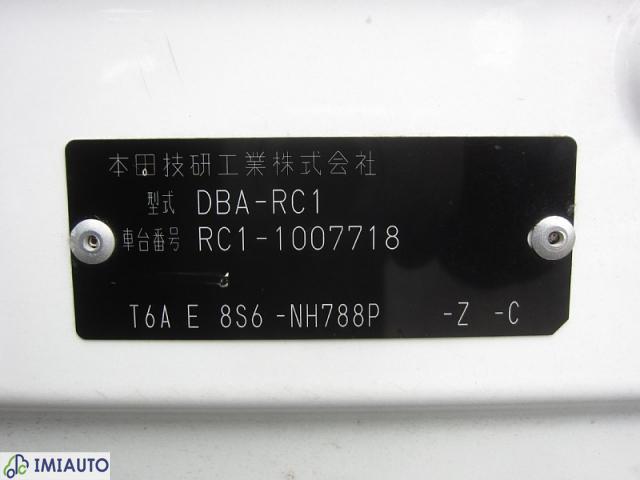 本田技研工業株式会社
型式 DBA-RC1
車台番号 RC1-1007718
T6A E 8S6 -NH788P -Z -C
IMIAUTO